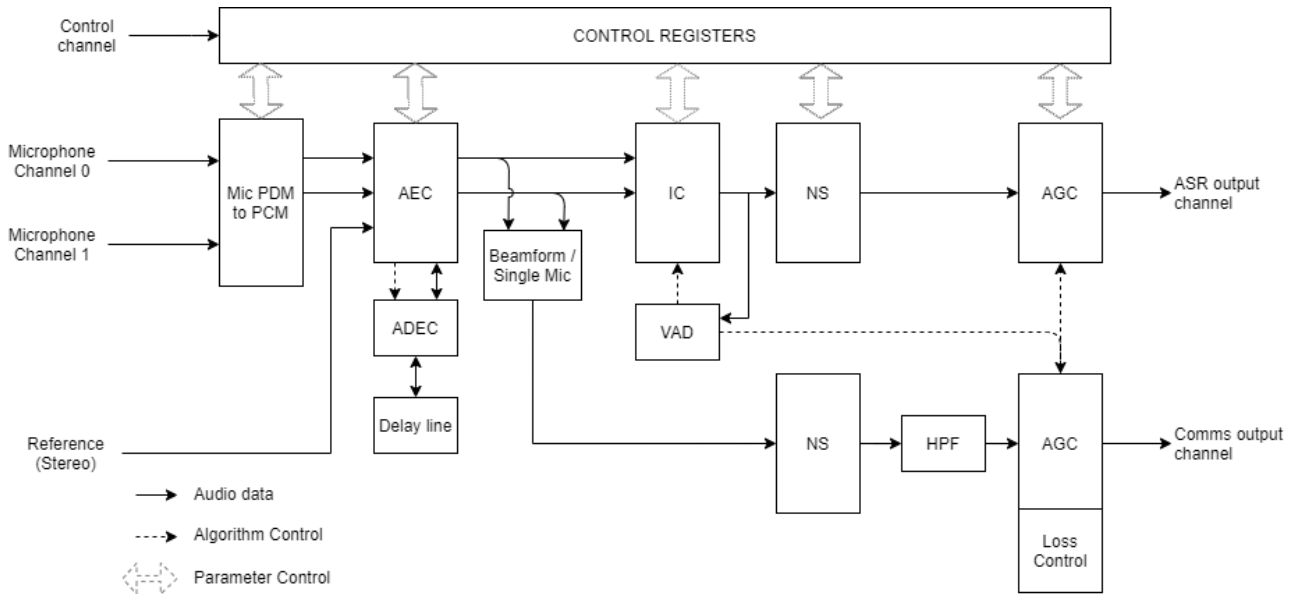 Control
channel
CONTROL REGISTERS
Microphone
Channel 0
Microphone
Channel 1
Mic PDM
to PCM
AEC
IC
NS
AGC
ASR output
channel
Beamform /
Single Mic
ADEC
VAD
Delay line
Reference
(Stereo)
NS
HPF
AGC
Comms output
channel
Loss
Control
Audio data
Algorithm Control
Parameter Control